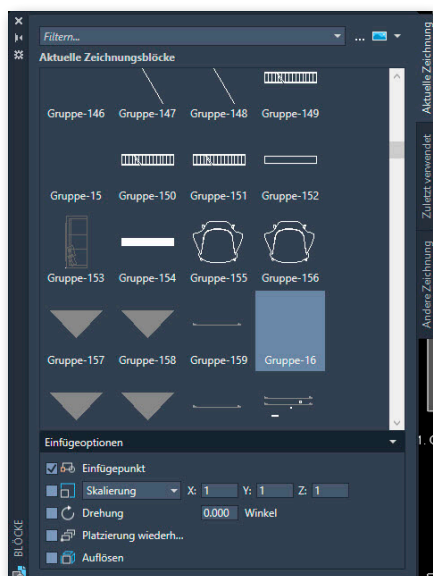 Filtern...
...
Aktuelle Zeichnungsblöcke
Gruppe-146 Gruppe-147 Gruppe-148 Gruppe-149
Gruppe-15 Gruppe-150 Gruppe-151 Gruppe-152
Gruppe-153 Gruppe-154 Gruppe-155 Gruppe-156
Gruppe-157 Gruppe-158 Gruppe-159 Gruppe-16
Einfügeoptionen
Einfügepunkt
Skalierung X: 1 Y: 1 Z: 1
Drehung 0.000 Winkel
Platzierung wiederh...
Auflösen
BLÖCKE
Aktuelle Zeichnung
Zuletzt verwendet
Andere Zeichnung